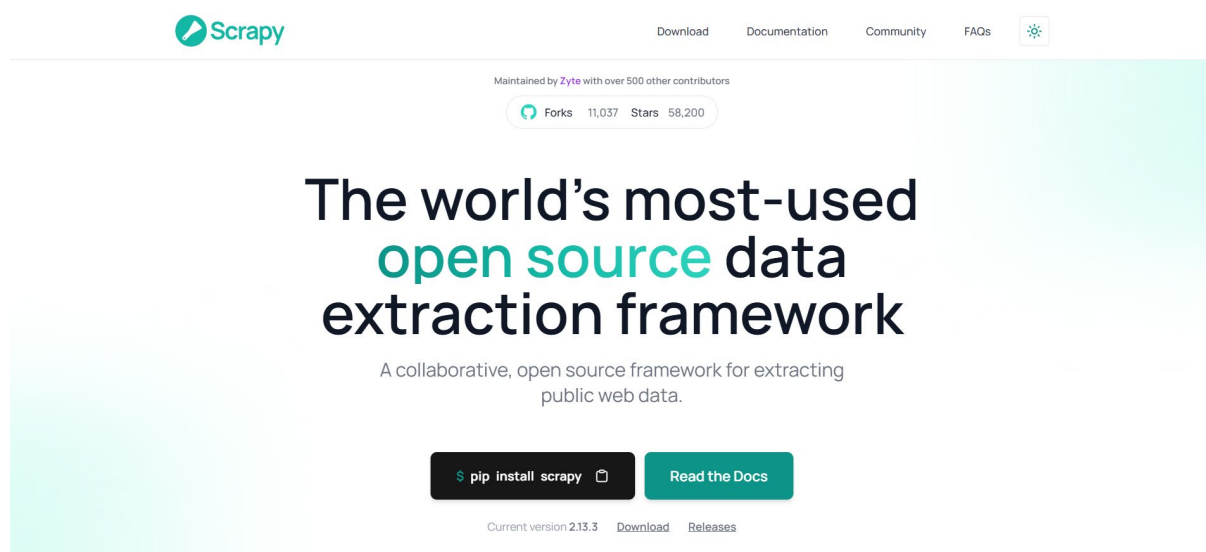 Scrapy
Download Documentation Community FAQs
Maintained by Zyte with over 500 other contributors
Forks 11,037 Stars 58,200
The world's most-used
open source data
extraction framework
A collaborative, open source framework for extracting
public web data.
$ pip install scrapy
Read the Docs
Current version 2.13.3 Download Releases